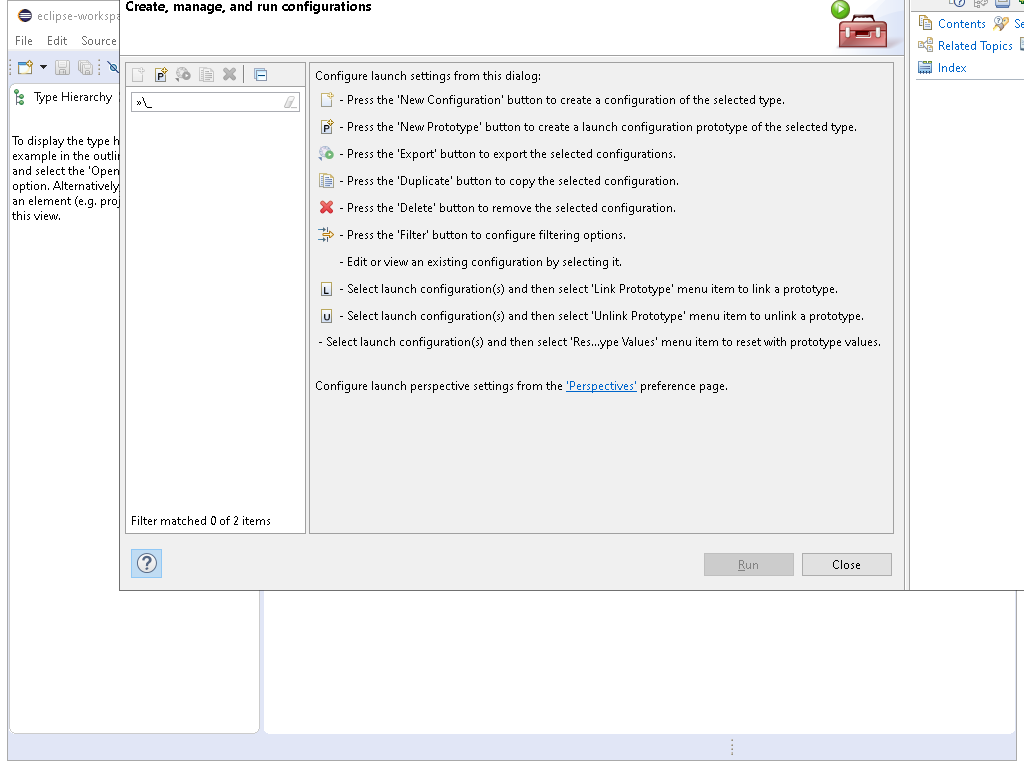 eclipse-workspa
Create, manage, and run configurations
File Edit Source
Contents
Related Topics
Index
Type Hierarchy
To display the type h
example in the outli
and select the 'Open
option. Alternatively
an element (e.g. proj
this view.
»\_
Filter matched 0 of 2 items
Configure launch settings from this dialog:
- Press the 'New Configuration' button to create a configuration of the selected type.
- Press the 'New Prototype' button to create a launch configuration prototype of the selected type.
- Press the 'Export' button to export the selected configurations.
- Press the 'Duplicate' button to copy the selected configuration.
- Press the 'Delete' button to remove the selected configuration.
- Press the 'Filter' button to configure filtering options.
- Edit or view an existing configuration by selecting it.
- Select launch configuration(s) and then select 'Link Prototype' menu item to link a prototype.
- Select launch configuration(s) and then select 'Unlink Prototype' menu item to unlink a prototype.
- Select launch configuration(s) and then select 'Res...ype Values' menu item to reset with prototype values.
Configure launch perspective settings from the 'Perspectives' preference page.
Run Close